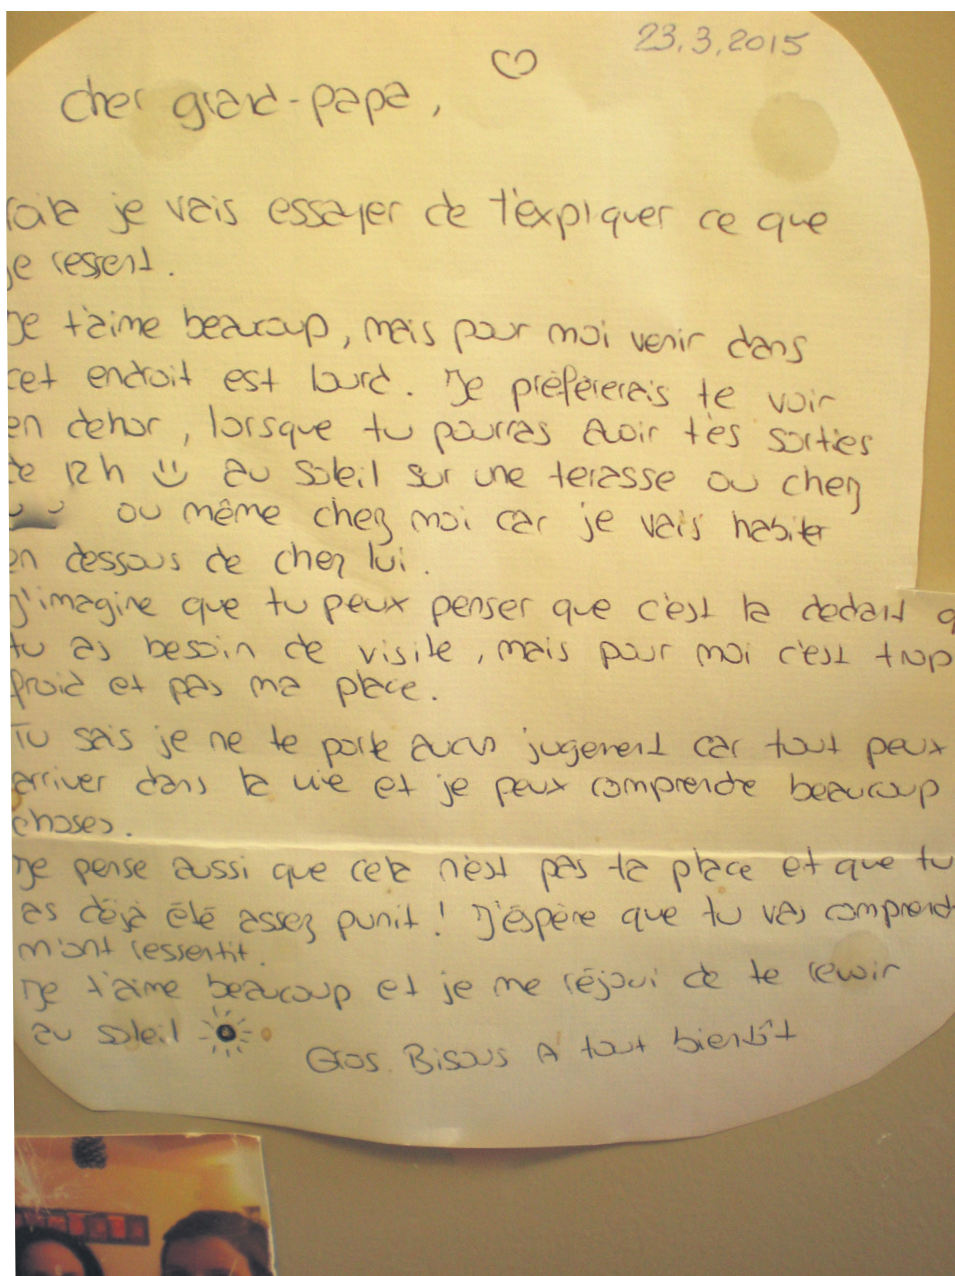 23.3.2015
cher grand-papa,
voila je vais essayer de t'expliquer ce que
je ressent.
Je t'aime beaucoup, mais pour moi venir dans
cet endroit est lourd. Je préfèrerais te voir
en dehor, lorsque tu pourras avoir tes sorties
de 12h au soleil sur une terasse ou chez
ou même chez moi car je vais habiter
en dessous de chez lui.
J'imagine que tu peux penser que c'est la dedant q
tu as besoin de visite, mais pour moi c'est trop
froid et pas ma place.
Tu sais je ne te porte aucun jugement car tout peux
arriver dans la vie et je peux comprende beaucoup
choses.
Je pense aussi que cela n'est pas ta place et que tu
as déjà été assez punit! J'éspère que tu vas comprend
m'ont ressentit.
Je t'aime beaucoup et je me réjoui de te revoir
au soleil
Gros Bisous A tout bientôt